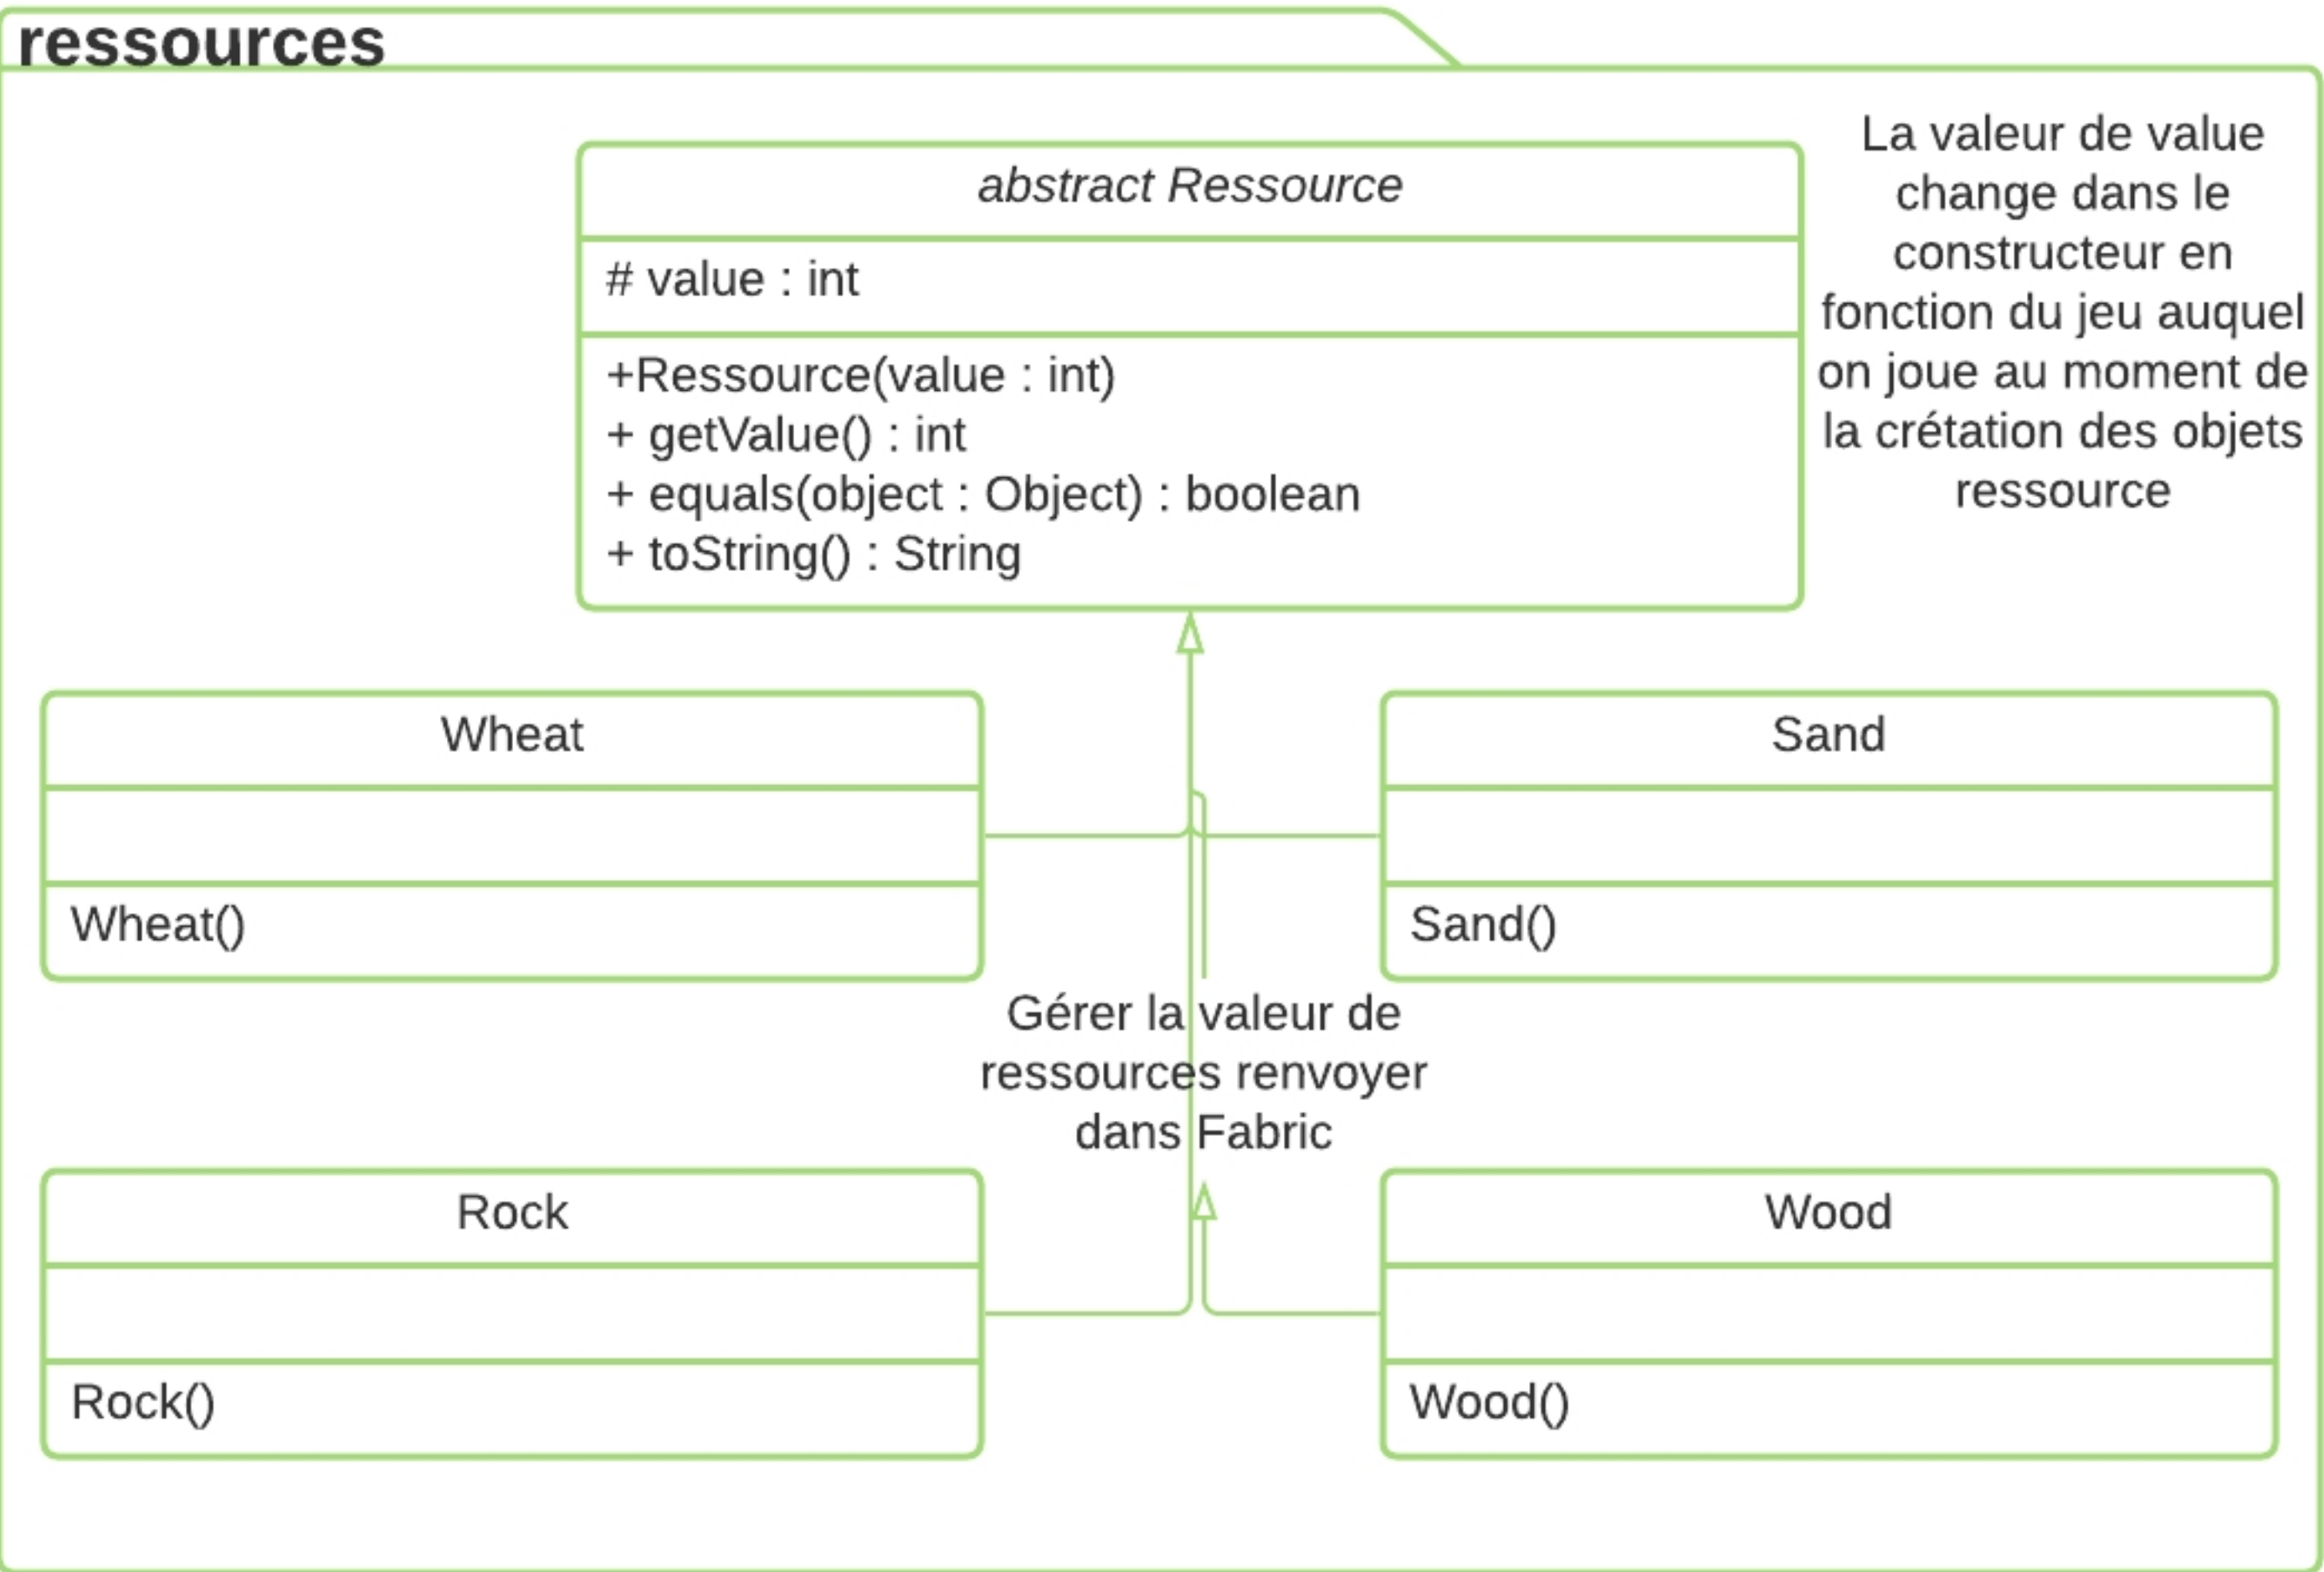 ressources
abstract Ressource
# value : int
+Ressource(value : int)
+ getValue() : int
+ equals(object : Object) : boolean
+ toString() : String
La valeur de value
change dans le
constructeur en
fonction du jeu auquel
on joue au moment de
la crétation des objets
ressource
Wheat
Wheat()
Sand
Sand()
Gérer la valeur de
ressources renvoyer
dans Fabric
Rock
Rock()
Wood
Wood()